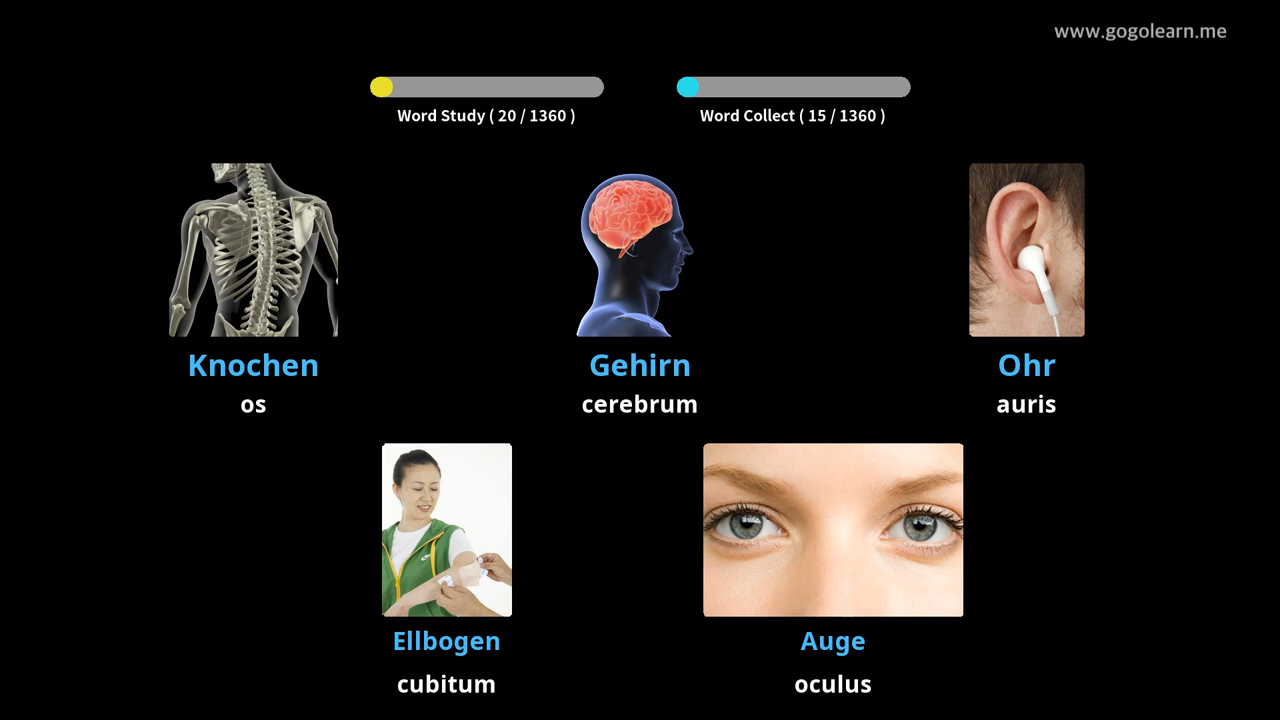 www.gogolearn.me
Word Study ( 20 / 1360 )
Word Collect ( 15 / 1360 )
Knochen
os
Gehirn
cerebrum
Ohr
auris
Ellbogen
cubitum
Auge
oculus